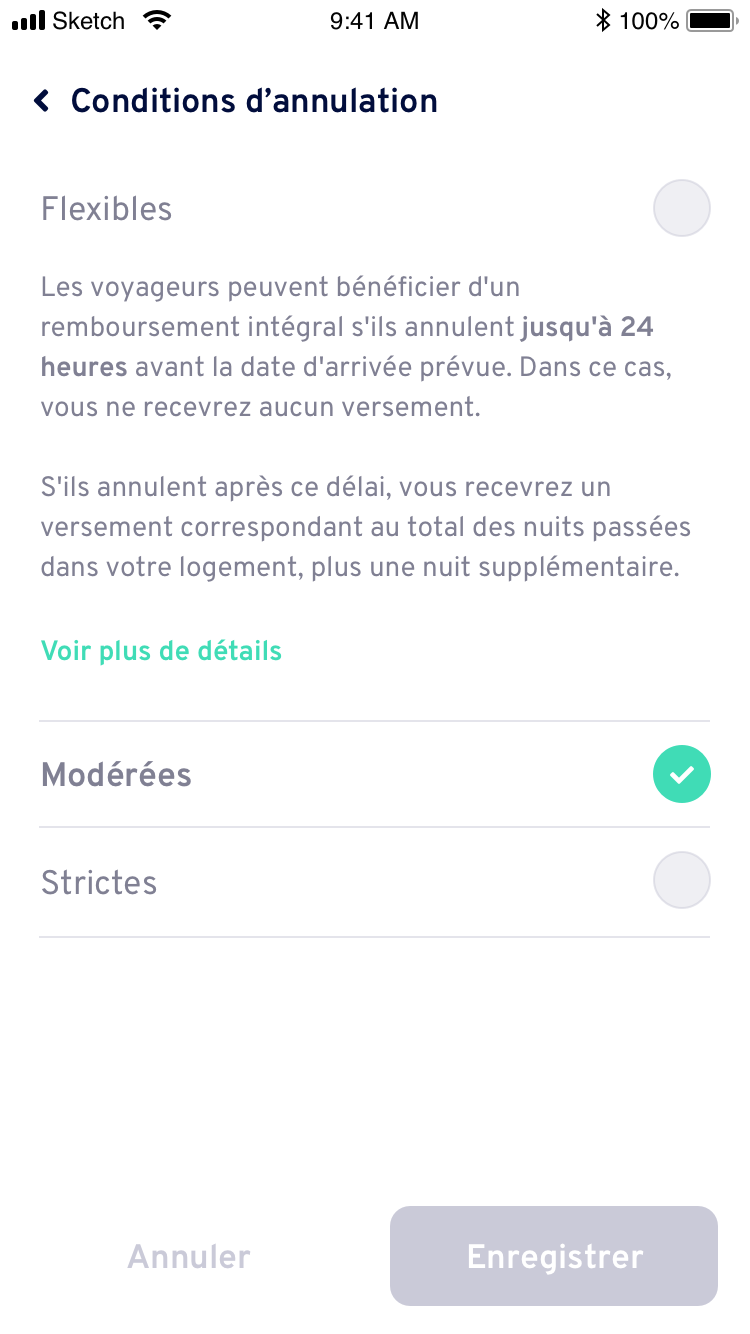 Sketch 9:41 AM 100%
Conditions d’annulation
Flexibles
Les voyageurs peuvent bénéficier d'un
remboursement intégral s'ils annulent jusqu'à 24
heures avant la date d'arrivée prévue. Dans ce cas,
vous ne recevrez aucun versement.
S'ils annulent après ce délai, vous recevrez un
versement correspondant au total des nuits passées
dans votre logement, plus une nuit supplémentaire.
Voir plus de détails
Modérées
Strictes
Annuler Enregistrer